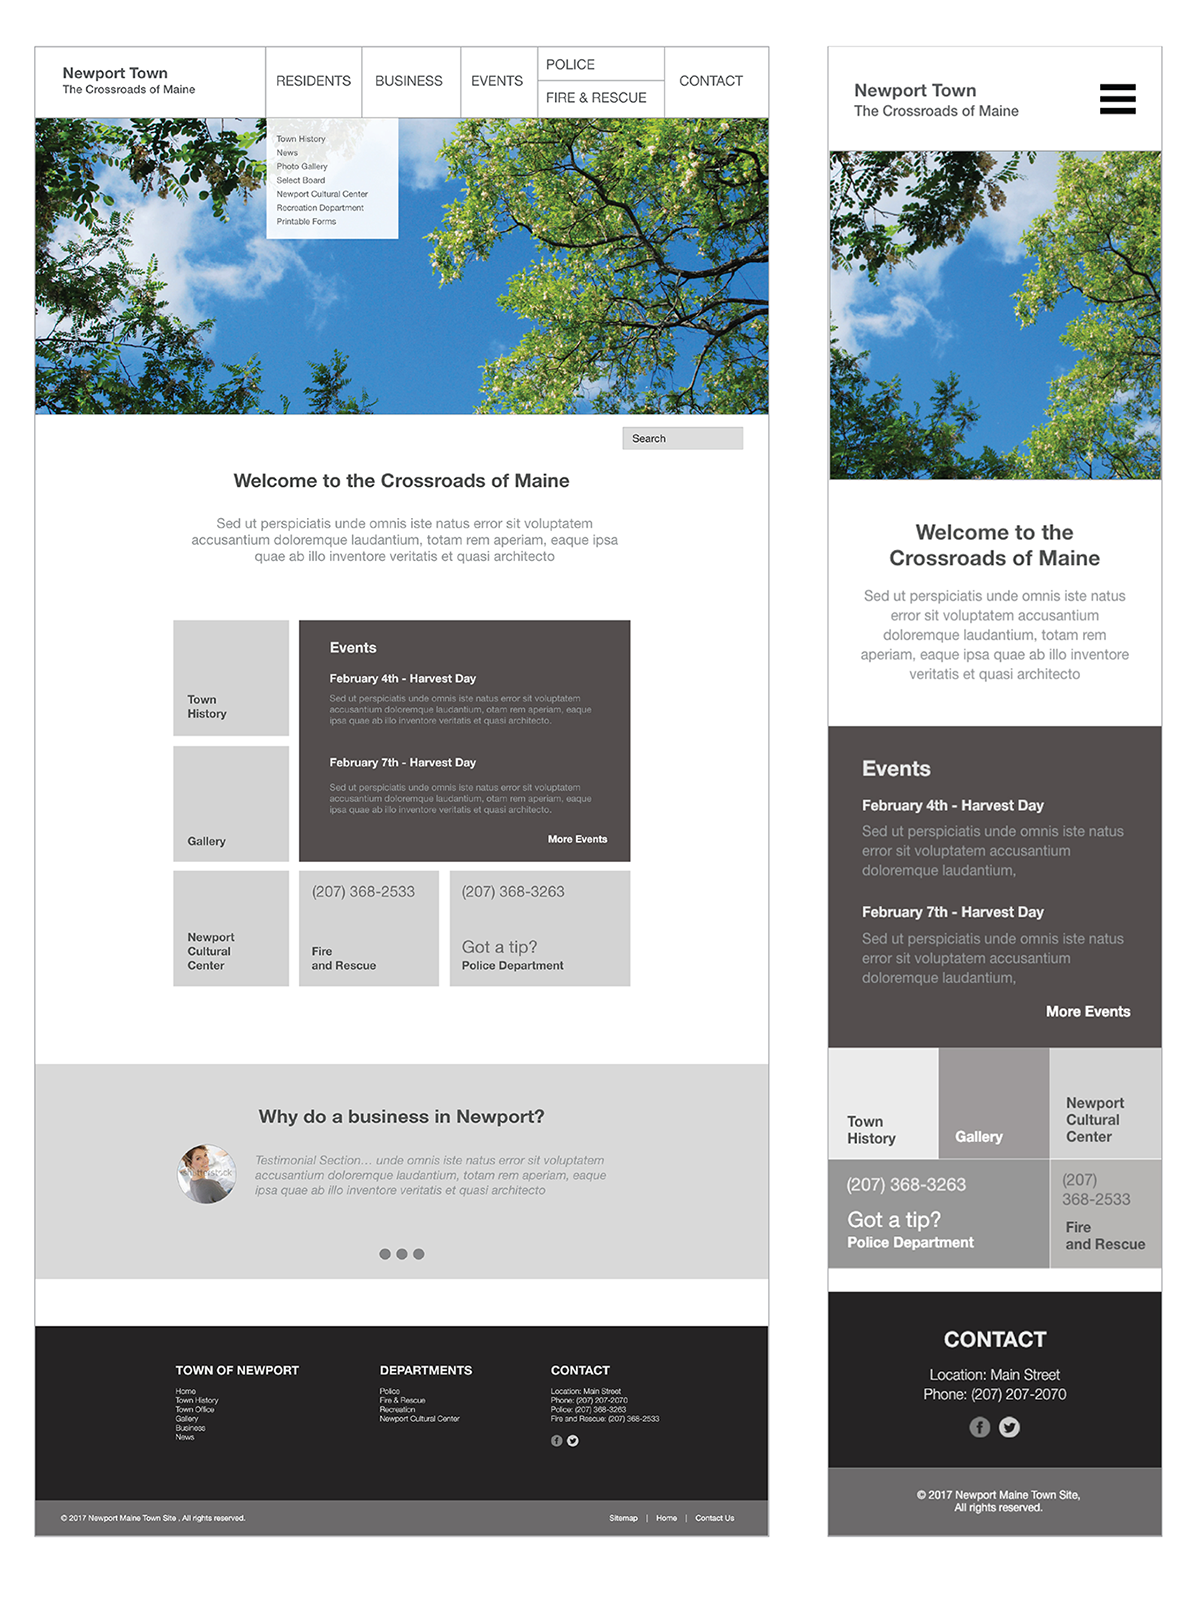 Newport Town
The Crossroads of Maine
RESIDENTS
BUSINESS
EVENTS
POLICE
FIRE & RESCUE
CONTACT
Town History
News
Photo Gallery
Select Board
Newport Cultural Center
Recreation Department
Printable Forms
Search
Welcome to the Crossroads of Maine
Sed ut perspiciatis unde omnis iste natus error sit voluptatem
accusantium doloremque laudantium, totam rem aperiam, eaque ipsa
quae ab illo inventore veritatis et quasi architecto
Town
History
Gallery
Events
February 4th - Harvest Day
Sed ut perspiciatis unde omnis iste natus error sit voluptatem
accusantium doloremque laudantium, otam rem aperiam, eaque
ipsa quae ab illo inventore veritatis et quasi architecto.
February 7th - Harvest Day
Sed ut perspiciatis unde omnis iste natus error sit voluptatem
accusantium doloremque laudantium, otam rem aperiam, eaque
ipsa quae ab illo inventore veritatis et quasi architecto.
More Events
Newport
Cultural
Center
(207) 368-2533
Fire
and Rescue
(207) 368-3263
Got a tip?
Police Department
Why do a business in Newport?
Testimonial Section... unde omnis iste natus error sit voluptatem
accusantium doloremque laudantium, totam rem aperiam, eaque
ipsa quae ab illo inventore veritatis et quasi architecto
TOWN OF NEWPORT
Home
Town History
Town Office
Gallery
Business
News
DEPARTMENTS
Police
Fire & Rescue
Recreation
Newport Cultural Center
CONTACT
Location: Main Street
Phone: (207) 207-2070
Police: (207) 368-3263
Fire and Rescue: (207) 368-2533
© 2017 Newport Maine Town Site , All rights reserved.
Sitemap | Home | Contact Us
Newport Town
The Crossroads of Maine
Welcome to the
Crossroads of Maine
Sed ut perspiciatis unde omnis iste natus
error sit voluptatem accusantium
doloremque laudantium, totam rem
aperiam, eaque ipsa quae ab illo inventore
veritatis et quasi architecto
Events
February 4th - Harvest Day
Sed ut perspiciatis unde omnis iste natus
error sit voluptatem accusantium
doloremque laudantium,
February 7th - Harvest Day
Sed ut perspiciatis unde omnis iste natus
error sit voluptatem accusantium
doloremque laudantium,
More Events
Town
History
Gallery
Newport
Cultural
Center
(207) 368-3263
Got a tip?
Police Department
(207)
368-2533
Fire
and Rescue
CONTACT
Location: Main Street
Phone: (207) 207-2070
© 2017 Newport Maine Town Site,
All rights reserved.